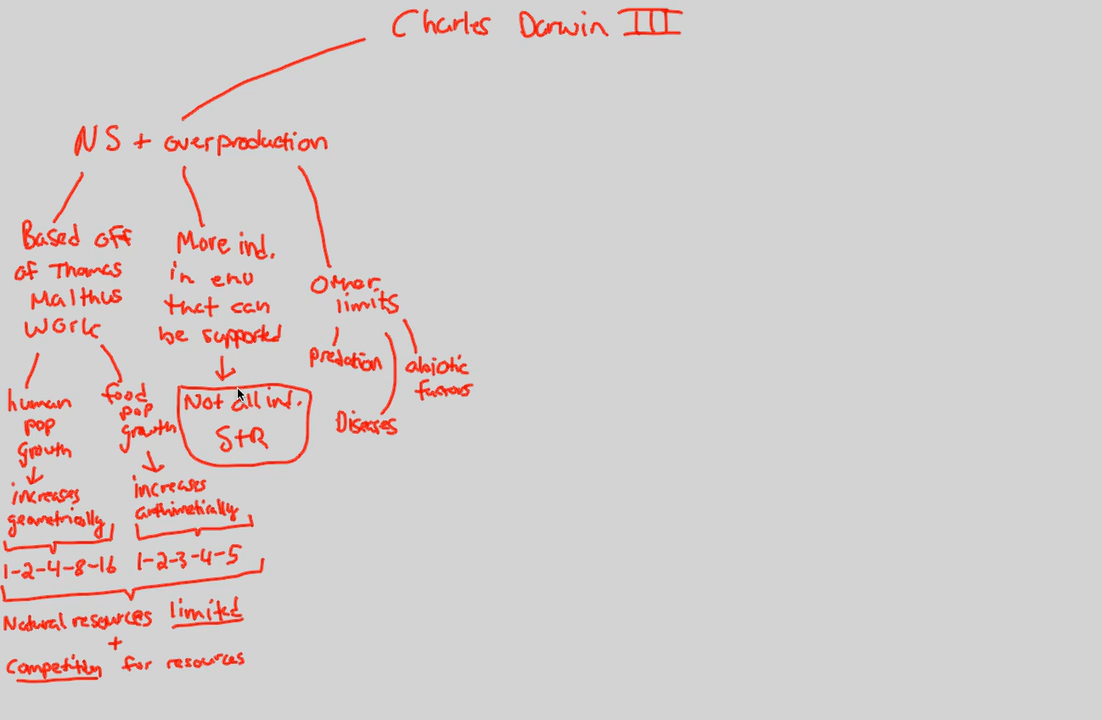 Charles Darwin III
NS + overproduction
Based off
of Thomas
Malthus
Work
human
pop
growth
increases
geometrically
1-2-4-8-16
food
pop
growth
increases
arithmetically
1-2-3-4-5
Natural resources limited
+
Competition for resources
More ind.
in env
that can
be supported
Not all ind.
S+R
Other
limits
predation
Diseases
abiotic
factors